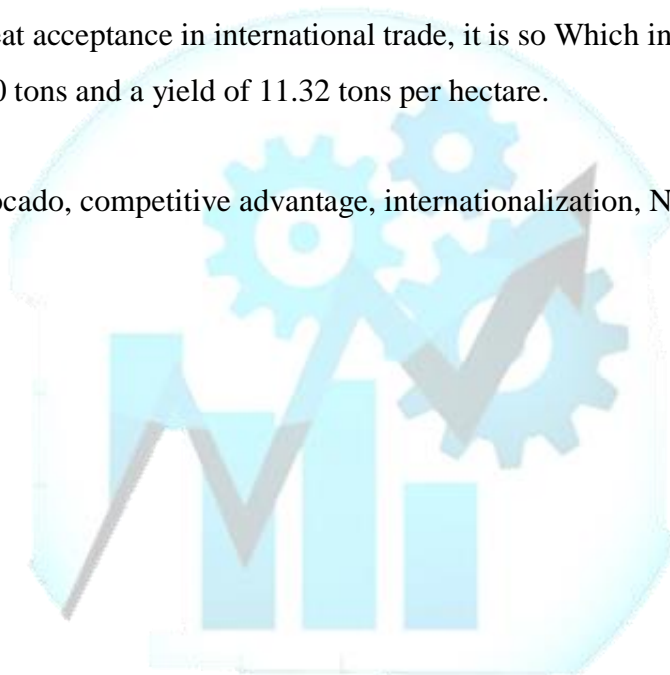 eat acceptance in international trade, it is so Which in
0 tons and a yield of 11.32 tons per hectare.
ocado, competitive advantage, internationalization, N